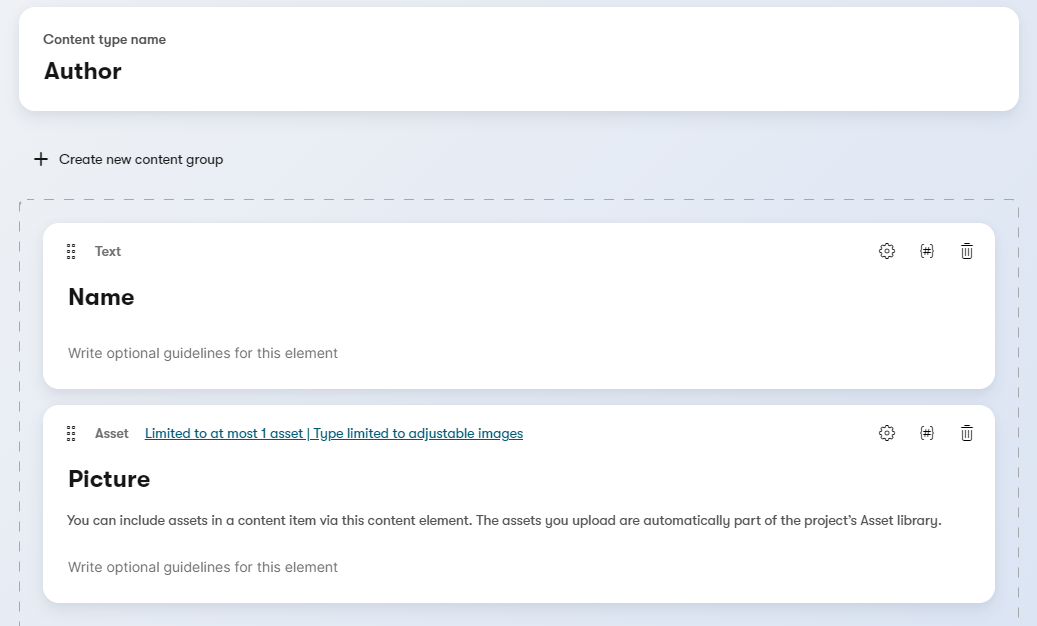 Content type name
Author
Create new content group
Text
Name
Write optional guidelines for this element
Asset Limited to at most 1 asset | Type limited to adjustable images
Picture
You can include assets in a content item via this content element. The assets you upload are automatically part of the project's Asset library.
Write optional guidelines for this element